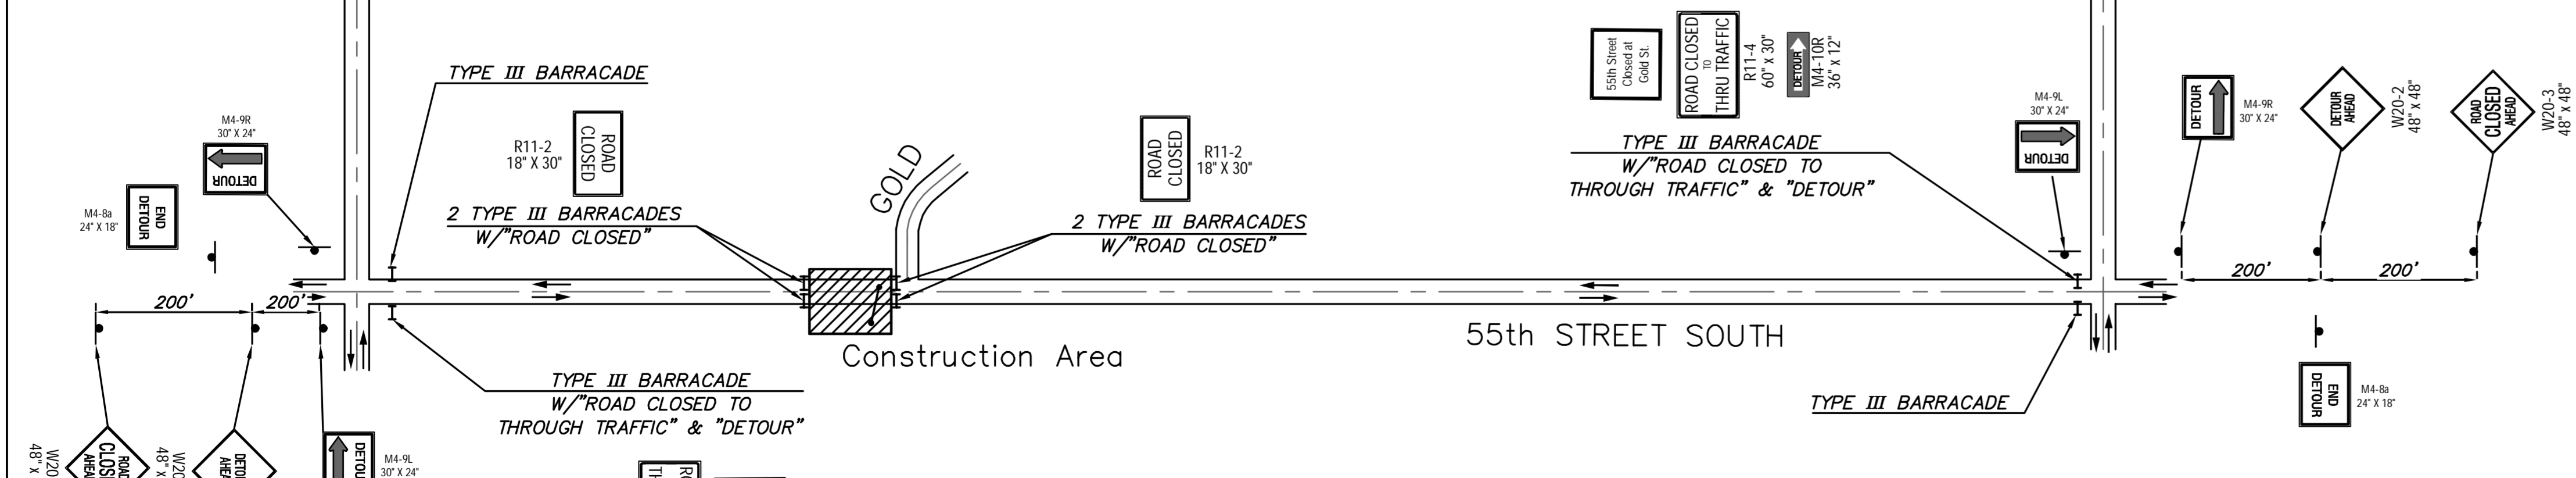 TYPE III BARRACADE
M4-9R
30" X 24"
DETOUR
M4-8a
24" X 18"
END
DETOUR
R11-2
18" X 30"
ROAD
CLOSED
2 TYPE III BARRACADES
W/"ROAD CLOSED"
GOLD
ROAD
CLOSED
R11-2
18" X 30"
2 TYPE III BARRACADES
W/"ROAD CLOSED"
55th Street
Closed at
Gold St.
ROAD CLOSED
TO
THRU TRAFFIC
R11-4
60" x 30"
DETOUR
M4-10R
36" x 12"
TYPE III BARRACADE
W/"ROAD CLOSED TO
THROUGH TRAFFIC" & "DETOUR"
M4-9L
30" X 24"
DETOUR
DETOUR
M4-9R
30" X 24"
DETOUR
AHEAD
W20-2
48" x 48"
ROAD
CLOSED
AHEAD
W20-3
48" x 48"
200'
200'
200'
200'
Construction Area
55th STREET SOUTH
TYPE III BARRACADE
W/"ROAD CLOSED TO
THROUGH TRAFFIC" & "DETOUR"
TYPE III BARRACADE
END
DETOUR
M4-8a
24" X 18"
W20
48" x
ROAD
AHEAD
48" x
M4-9L
30" X 24"